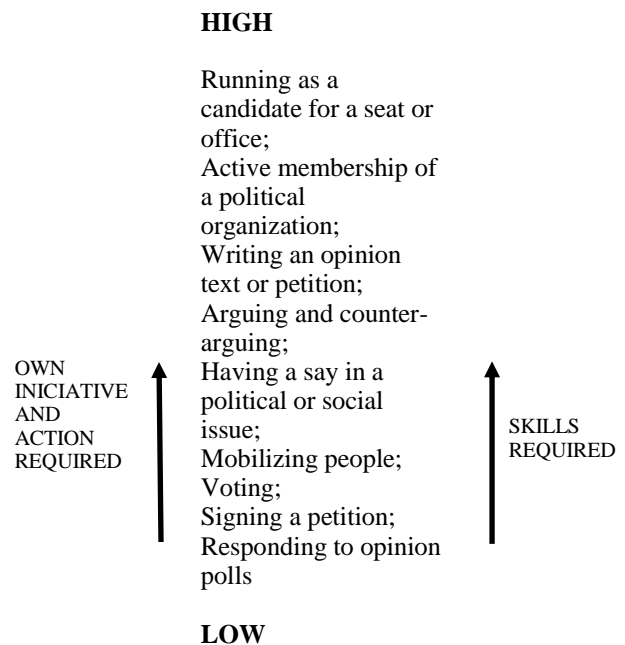 HIGH
Running as a
candidate for a seat or
office;
Active membership of
a political
organization;
Writing an opinion
text or petition;
Arguing and counter-
arguing;
Having a say in a
political or social
issue;
Mobilizing people;
Voting;
Signing a petition;
Responding to opinion
polls
LOW
OWN
INICIATIVE
AND
ACTION
REQUIRED
SKILLS
REQUIRED